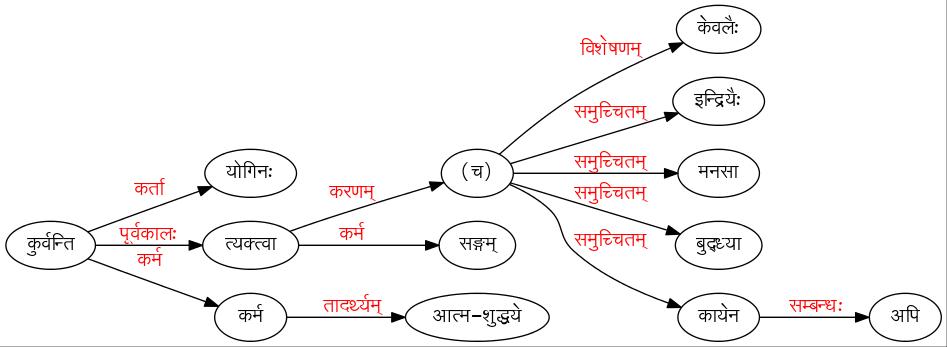 केवलैः
विशेषणम्
इन्द्रियैः
समुच्चितम्
योगिनः
(च)
समुच्चितम्
मनसा
कर्ता
करणम्
समुच्चितम्
कुर्वन्ति
पूर्वकालः
त्यक्त्वा
कर्म
सङ्गम्
समुच्चितम्
बुद्ध्या
कर्म
कर्म
तादर्थ्यम्
आत्म-शुद्धये
कायेन
सम्बन्धः
अपि